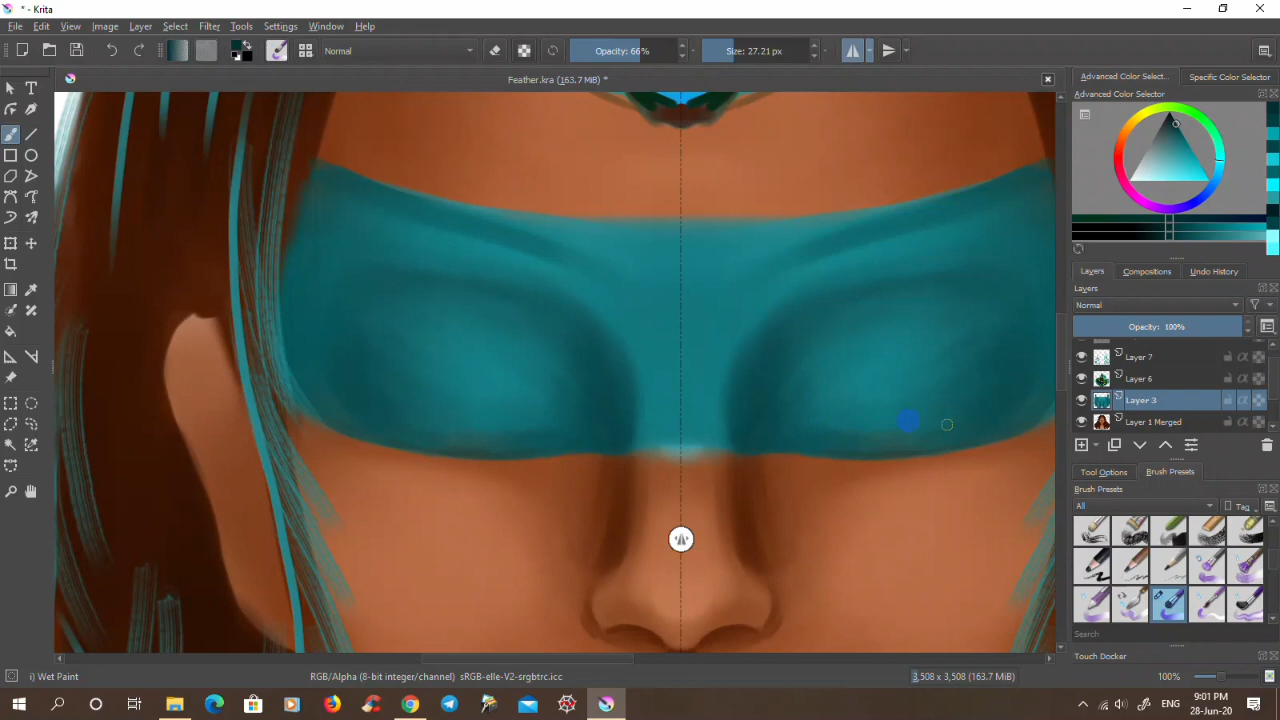 * - Krita
File Edit View Image Layer Select Filter Tools Settings Window Help
Normal Opacity: 66% Size: 27.21 px
Feather.kra (163.7 MiB) *
Advanced Color Select... Specific Color Selector
Advanced Color Selector
Layers Compositions Undo History
Layers
Normal
Opacity: 100%
Layer 7
Layer 6
Layer 3
Layer 1 Merged
Tool Options Brush Presets
Brush Presets
All Tag
Search
Touch Docker
i) Wet Paint RGB/Alpha (8-bit integer/channel) sRGB-elle-V2-srgbtrc.icc 3,508 x 3,508 (163.7 MiB) 100%
ENG 9:01 PM
28-Jun-20